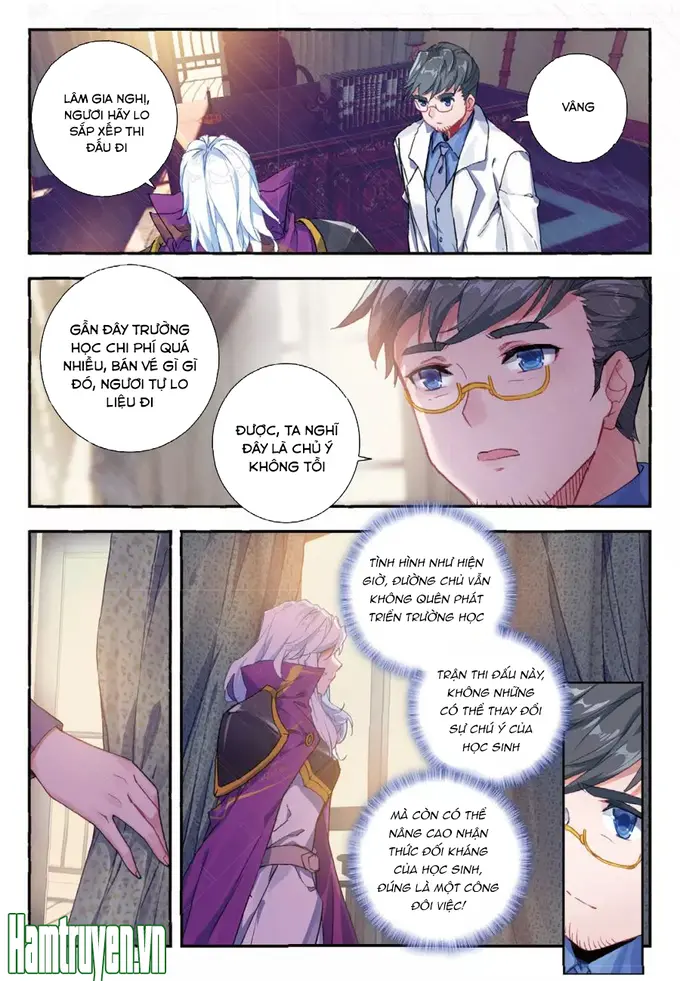 LÂM GIA NGHỊ,
NGƯƠI HÃY LO
SẮP XẾP THI
ĐẤU ĐI
VÂNG
GẦN ĐÂY TRƯỜNG
HỌC CHI PHÍ QUÁ
NHIỀU, BÁN VÉ GÌ GÌ
ĐÓ, NGƯƠI TỰ LO
LIỆU ĐI
ĐƯỢC, TA NGHĨ
ĐÂY LÀ CHỦ Ý
KHÔNG TỒI
TÌNH HÌNH NHƯ HIỆN
GIỜ, ĐƯỜNG CHỦ VẪN
KHÔNG QUÊN PHÁT
TRIỂN TRƯỜNG HỌC
TRẬN THI ĐẤU NÀY,
KHÔNG NHỮNG
CÓ THỂ THAY ĐỔI
SỰ CHÚ Ý CỦA
HỌC SINH
MÀ CÒN CÓ THỂ
NÂNG CAO NHẬN
THỨC ĐỐI KHÁNG
CỦA HỌC SINH,
ĐÚNG LÀ MỘT CÔNG
ĐÔI VIỆC!
Hamtruyen.vn